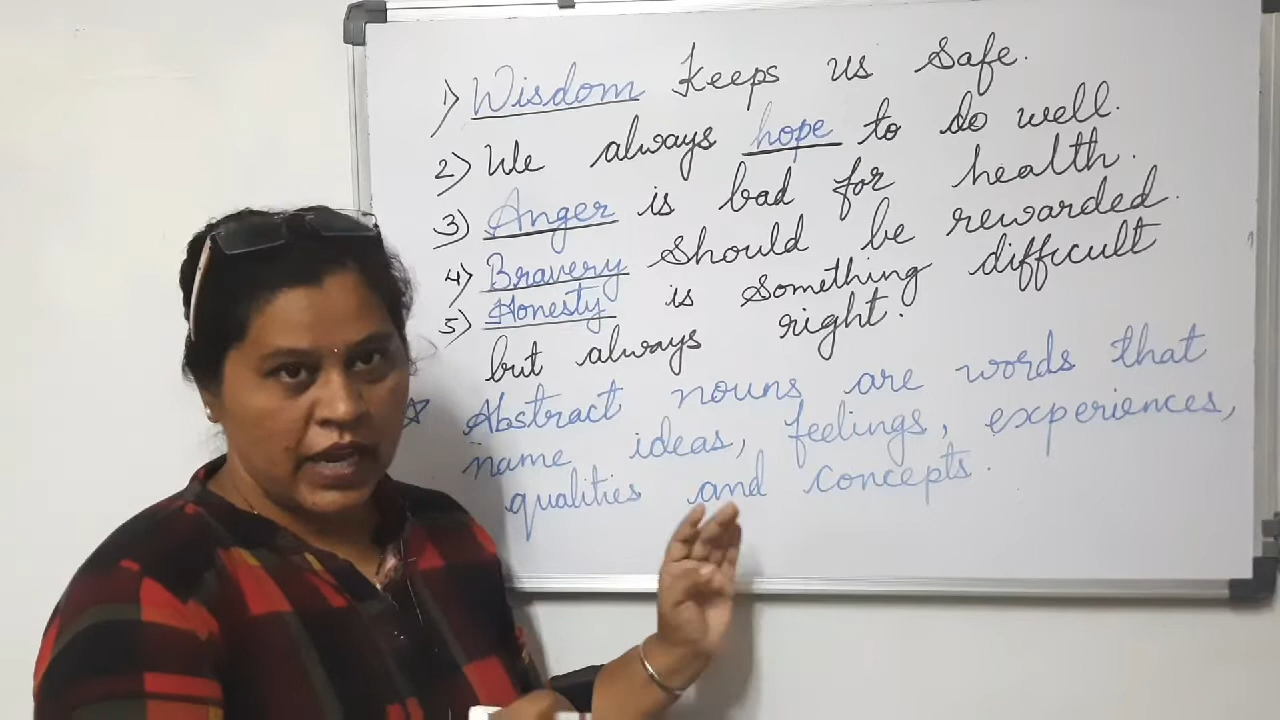 1) Wisdom keeps us safe.
2) We always hope to do well.
3) Anger is bad for health.
4) Bravery should be rewarded.
5) Honesty is something difficult
but always right.
☆ Abstract nouns are words that
name ideas, feelings, experiences,
qualities and concepts.